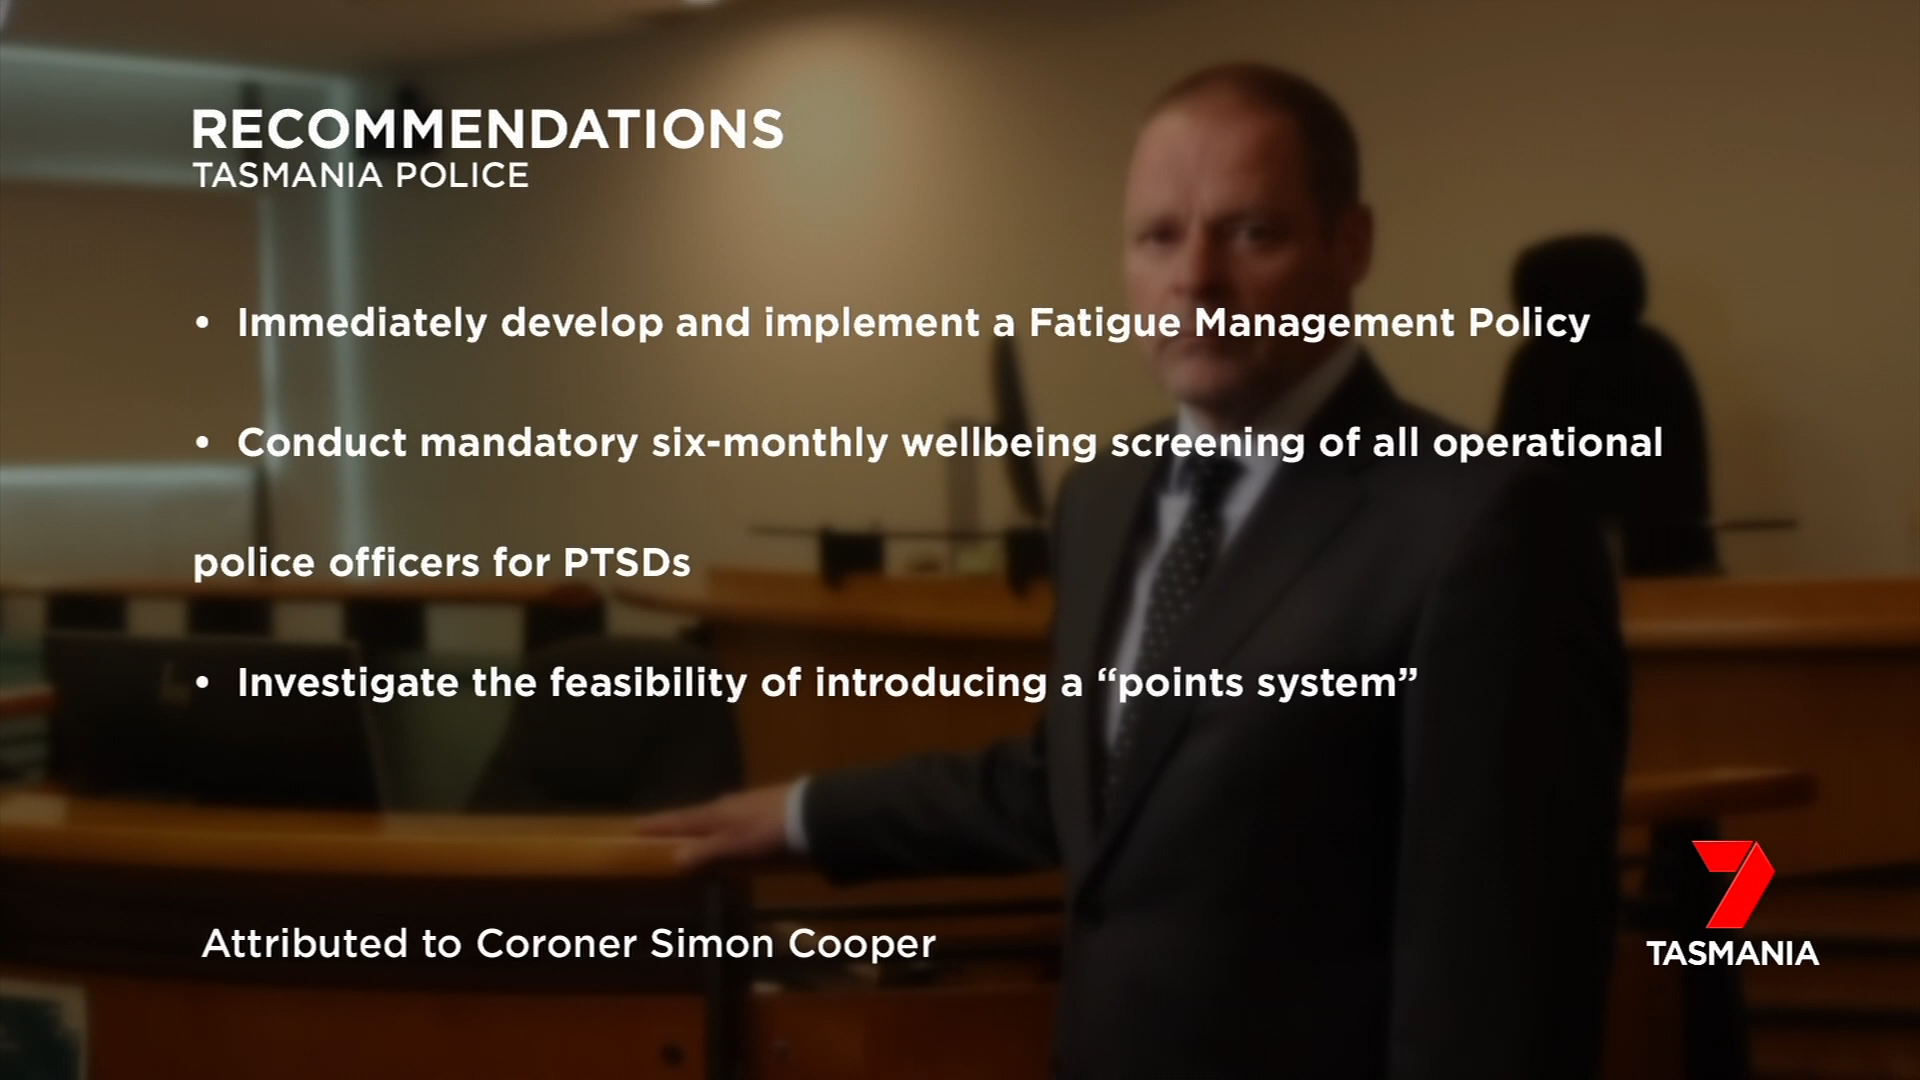 RECOMMENDATIONS
TASMANIA POLICE
• Immediately develop and implement a Fatigue Management Policy
• Conduct mandatory six-monthly wellbeing screening of all operational
police officers for PTSDs
• Investigate the feasibility of introducing a “points system”
Attributed to Coroner Simon Cooper
7
TASMANIA